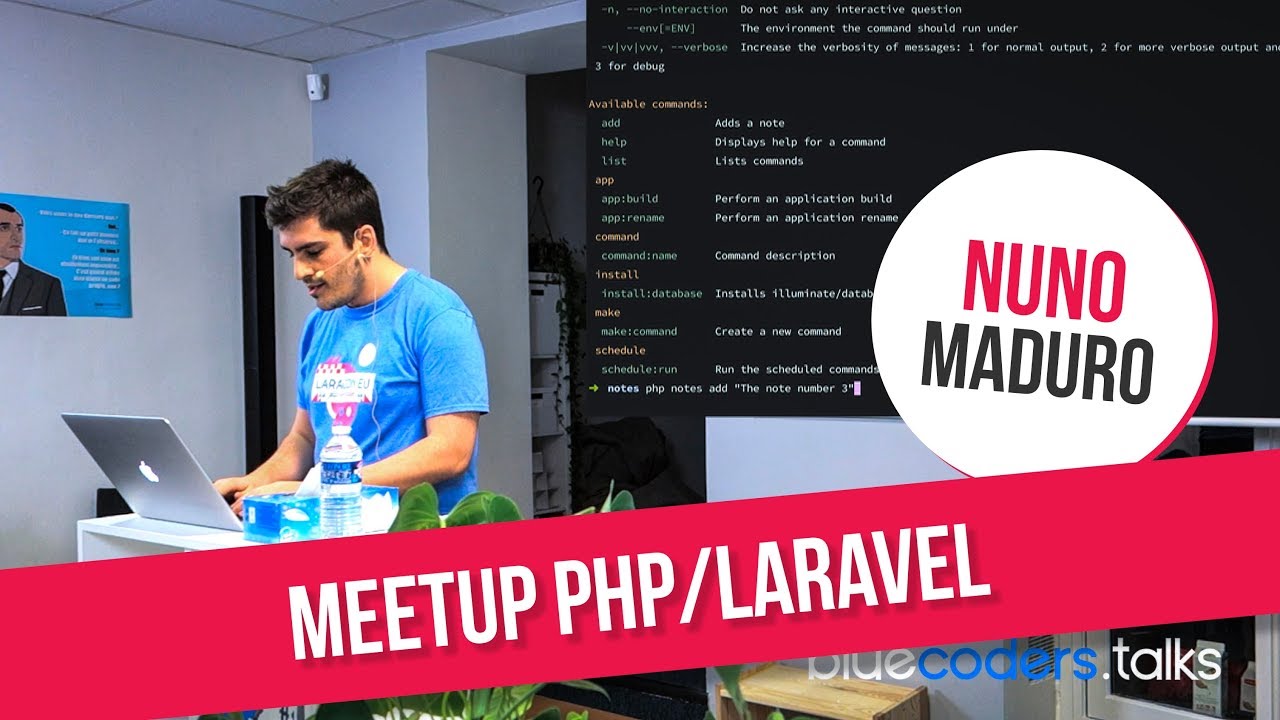 -n, --no-interaction Do not ask any interactive question
--env[=ENV] The environment the command should run under
-v|vv|vvv, --verbose Increase the verbosity of messages: 1 for normal output, 2 for more verbose output and
3 for debug
Available commands:
add Adds a note
help Displays help for a command
list Lists commands
app
app:build Perform an application build
app:rename Perform an application rename
command
command:name Command description
install
install:database Installs illuminate/datab
make
make:command Create a new command
schedule
schedule:run Run the scheduled commands
➜ notes php notes add "The note number 3"
NUNO
MADURO
LARACON EU
MEETUP PHP/LARAVEL
bluecoders.talks